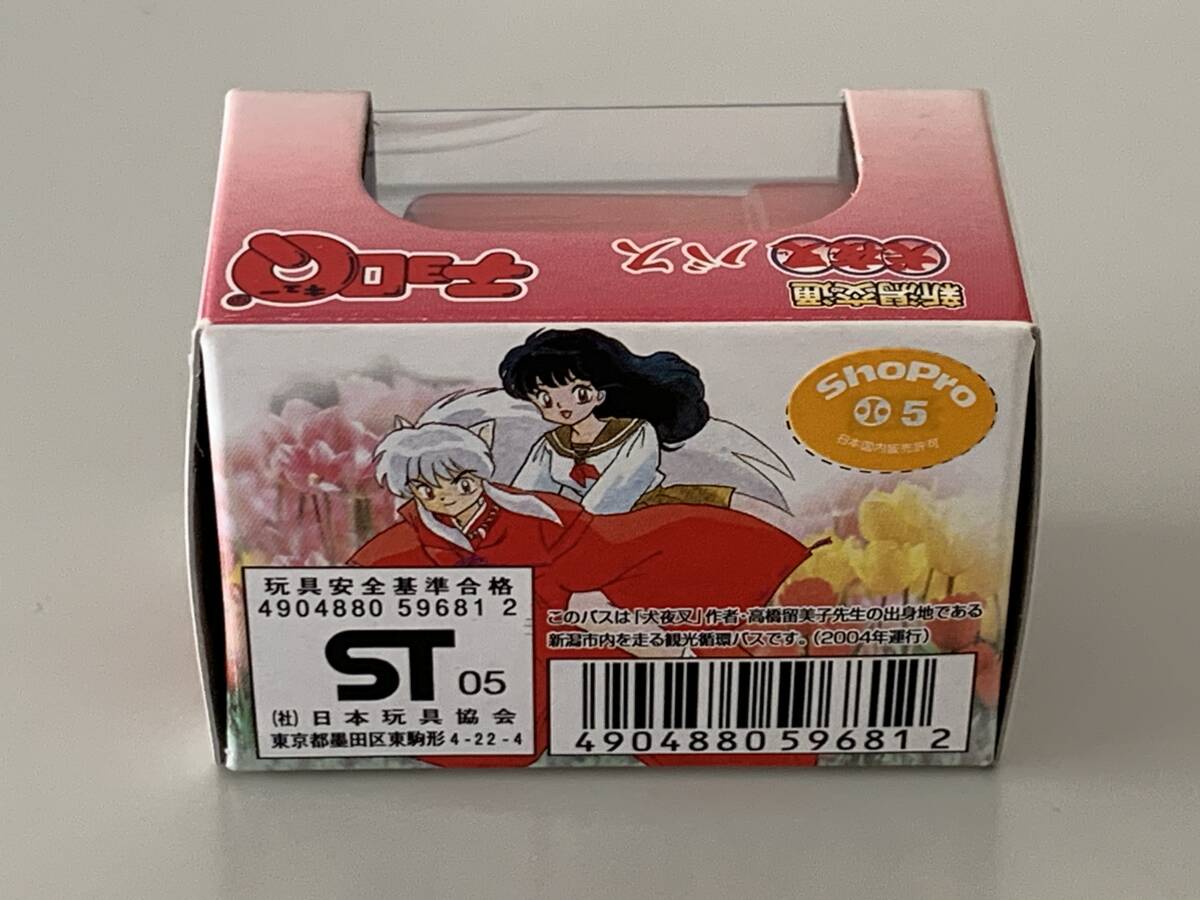 新潟交通
犬夜叉 バス
チョロQ
キュー
®
ShoPro
5
日本国内販売許可
玩具安全基準合格
4904880 59681 2
ST 05
(社)日本玩具協会
東京都墨田区東駒形4-22-4
このバスは「犬夜叉」作者・高橋留美子先生の出身地である
新潟市内を走る観光循環バスです。(2004年運行)
4904880596812